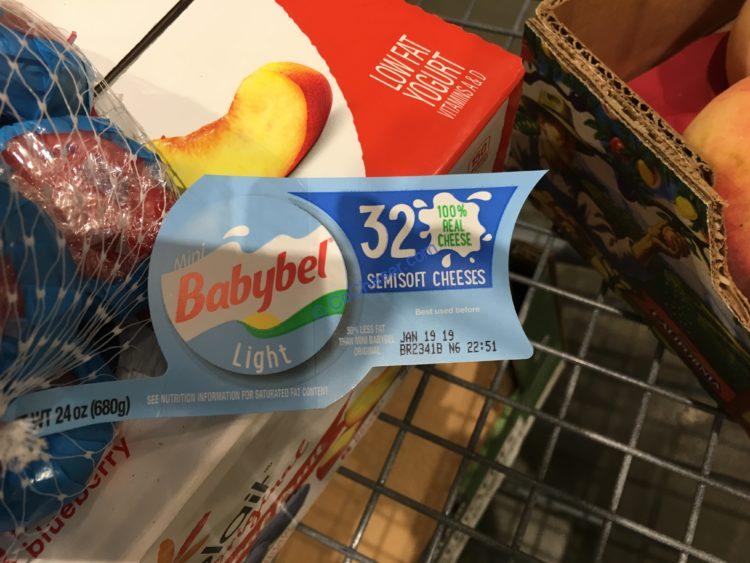 LOW FAT
YOGURT
VITAMINS A & D
Mini
Babybel
Light
32
100%
REAL
CHEESE
SEMISOFT CHEESES
Best used before
JAN 19 19
BR2341B N6 22:51
50% LESS FAT
THAN MINI BABYBEL
ORIGINAL
SEE NUTRITION INFORMATION FOR SATURATED FAT CONTENT
WT 24 oz (680g)
blueberry